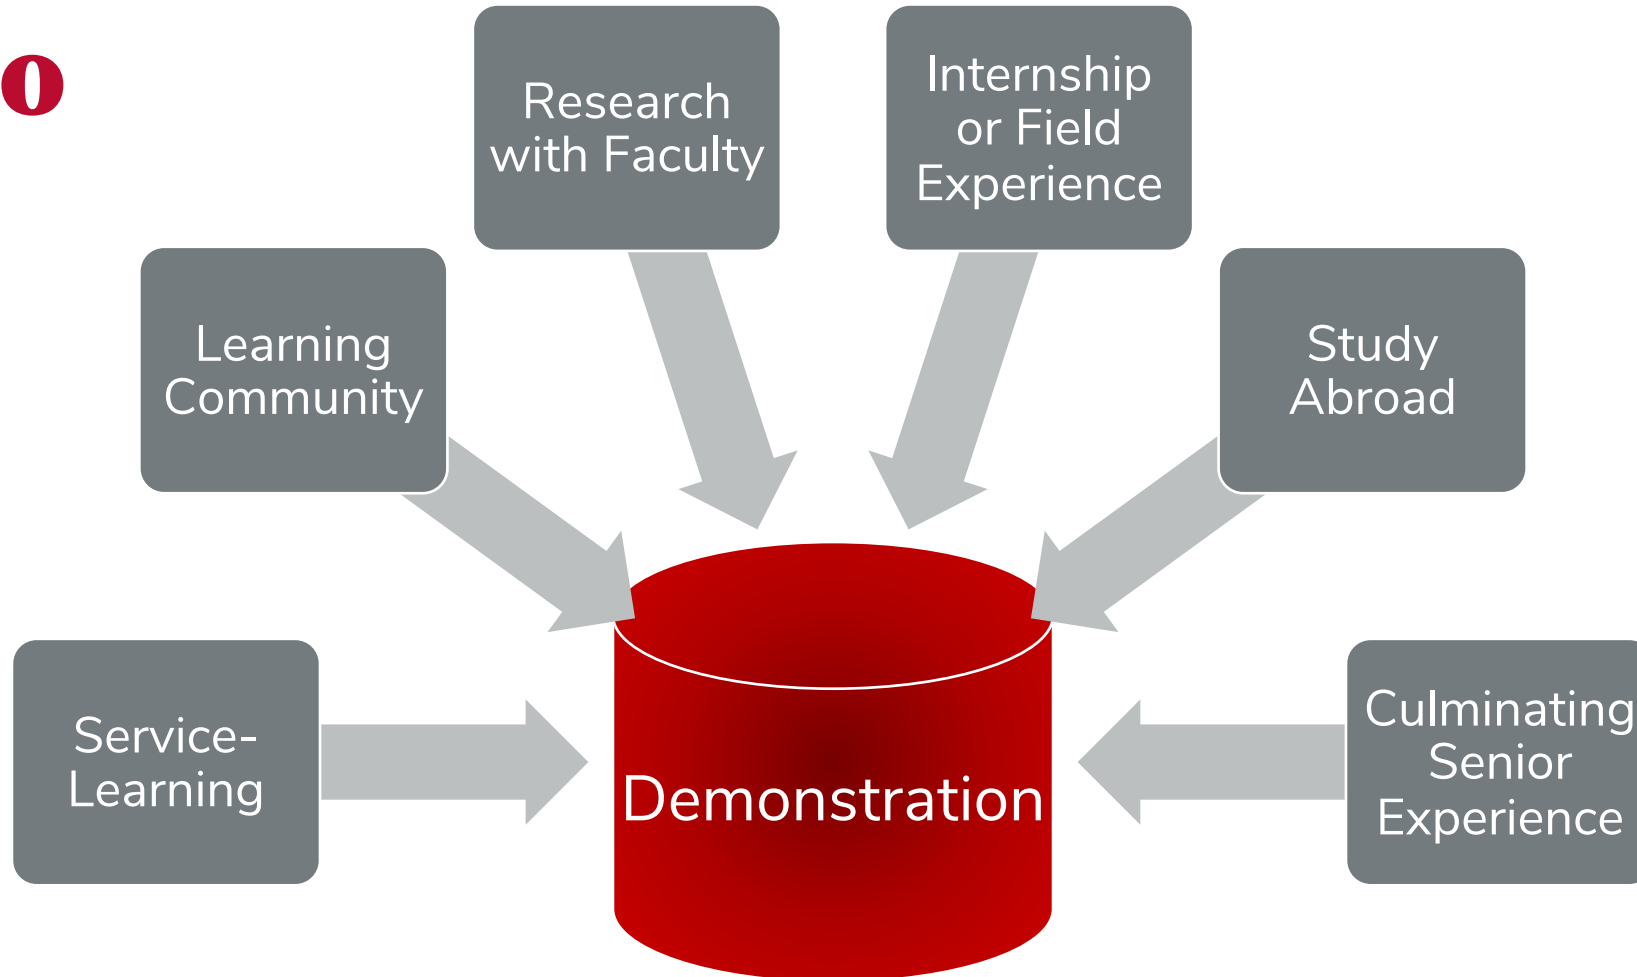 o
Research
with Faculty
Internship
or Field
Experience
Learning
Community
Study
Abroad
Service-
Learning
Culminating
Senior
Experience
Demonstration